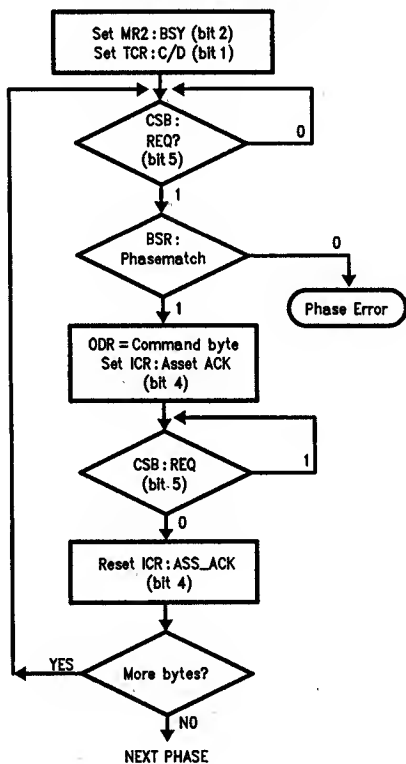 Set MR2:BSY (bit 2)
Set TCR:C/D (bit 1)
CSB:
REQ?
(bit 5)
0
1
BSR:
Phasematch
0
Phase Error
1
ODR = Command byte
Set ICR:Asset ACK
(bit 4)
CSB:REQ
(bit 5)
1
0
Reset ICR:ASS_ACK
(bit 4)
More bytes?
YES
NO
NEXT PHASE